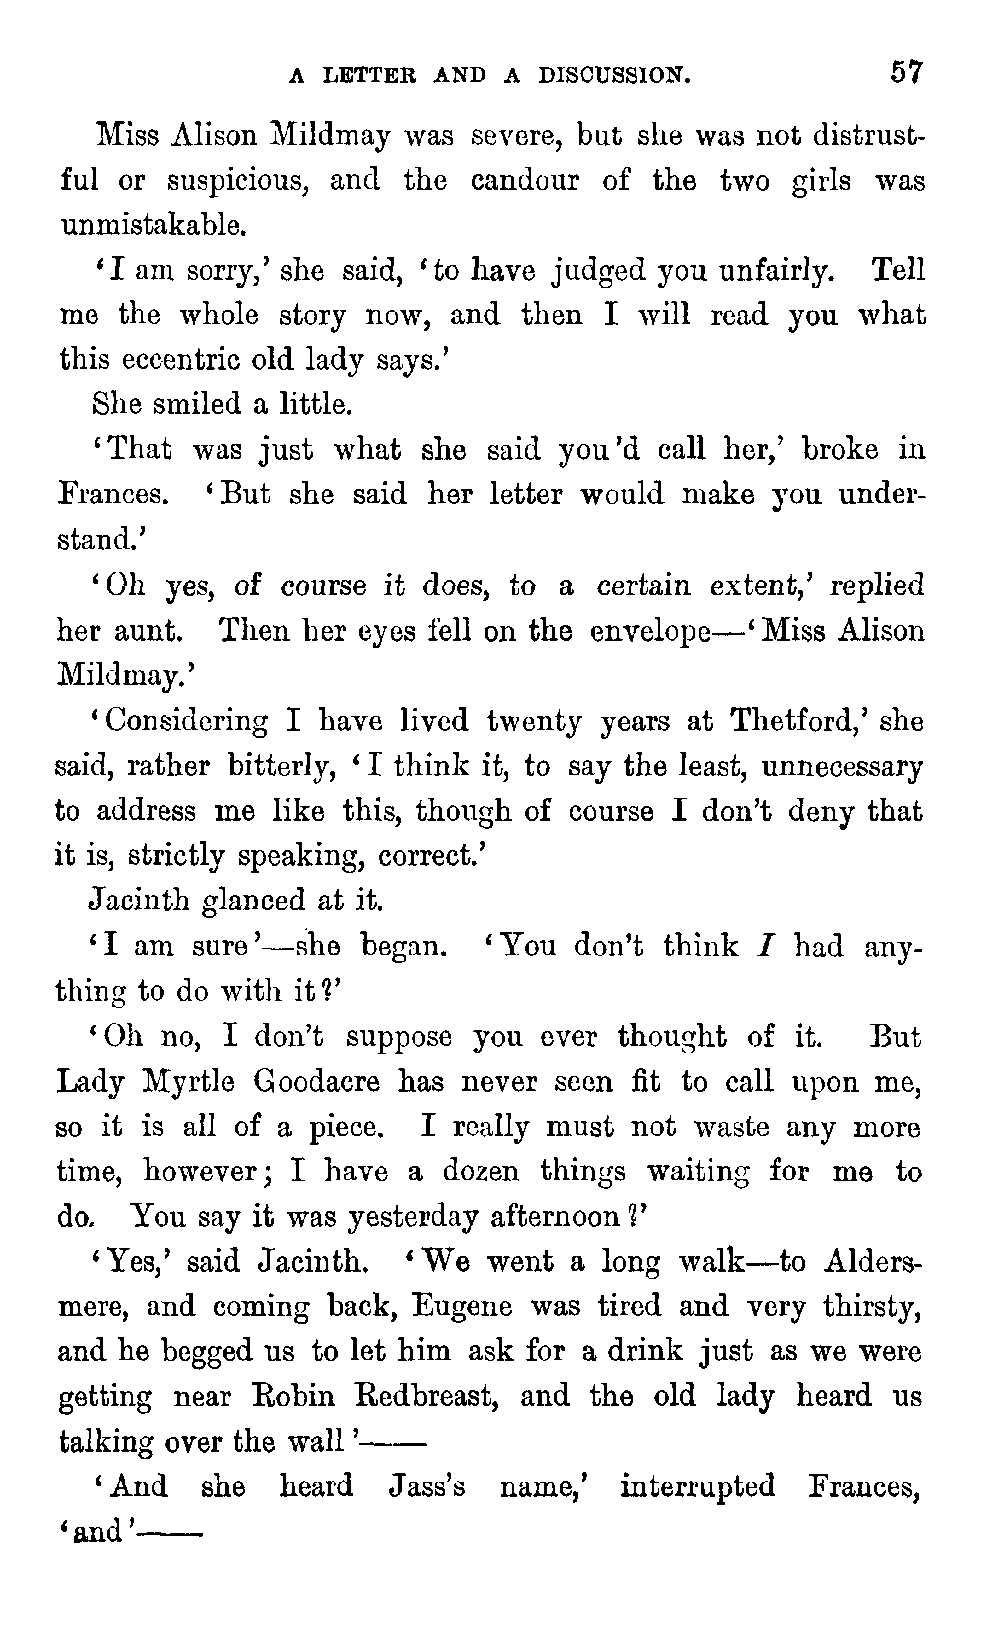 A LETTER AND A DISCUSSION. 57
Miss Alison Mildmay was severe, but she was not distrust-
ful or suspicious, and the candour of the two girls was
unmistakable.
‘I am sorry,’ she said, ‘to have judged you unfairly. Tell
me the whole story now, and then I will read you what
this eccentric old lady says.’
She smiled a little.
‘That was just what she said you’d call her,’ broke in
Frances. ‘But she said her letter would make you under-
stand.’
‘Oh yes, of course it does, to a certain extent,’ replied
her aunt. Then her eyes fell on the envelope—‘Miss Alison
Mildmay.’
‘Considering I have lived twenty years at Thetford,’ she
said, rather bitterly, ‘I think it, to say the least, unnecessary
to address me like this, though of course I don’t deny that
it is, strictly speaking, correct.’
Jacinth glanced at it.
‘I am sure’—she began. ‘You don’t think I had any-
thing to do with it?’
‘Oh no, I don’t suppose you ever thought of it. But
Lady Myrtle Goodacre has never seen fit to call upon me,
so it is all of a piece. I really must not waste any more
time, however; I have a dozen things waiting for me to
do. You say it was yesterday afternoon?’
‘Yes,’ said Jacinth. ‘We went a long walk—to Alders-
mere, and coming back, Eugene was tired and very thirsty,
and he begged us to let him ask for a drink just as we were
getting near Robin Redbreast, and the old lady heard us
talking over the wall’——
‘And she heard Jass’s name,’ interrupted Frances,
‘and’——